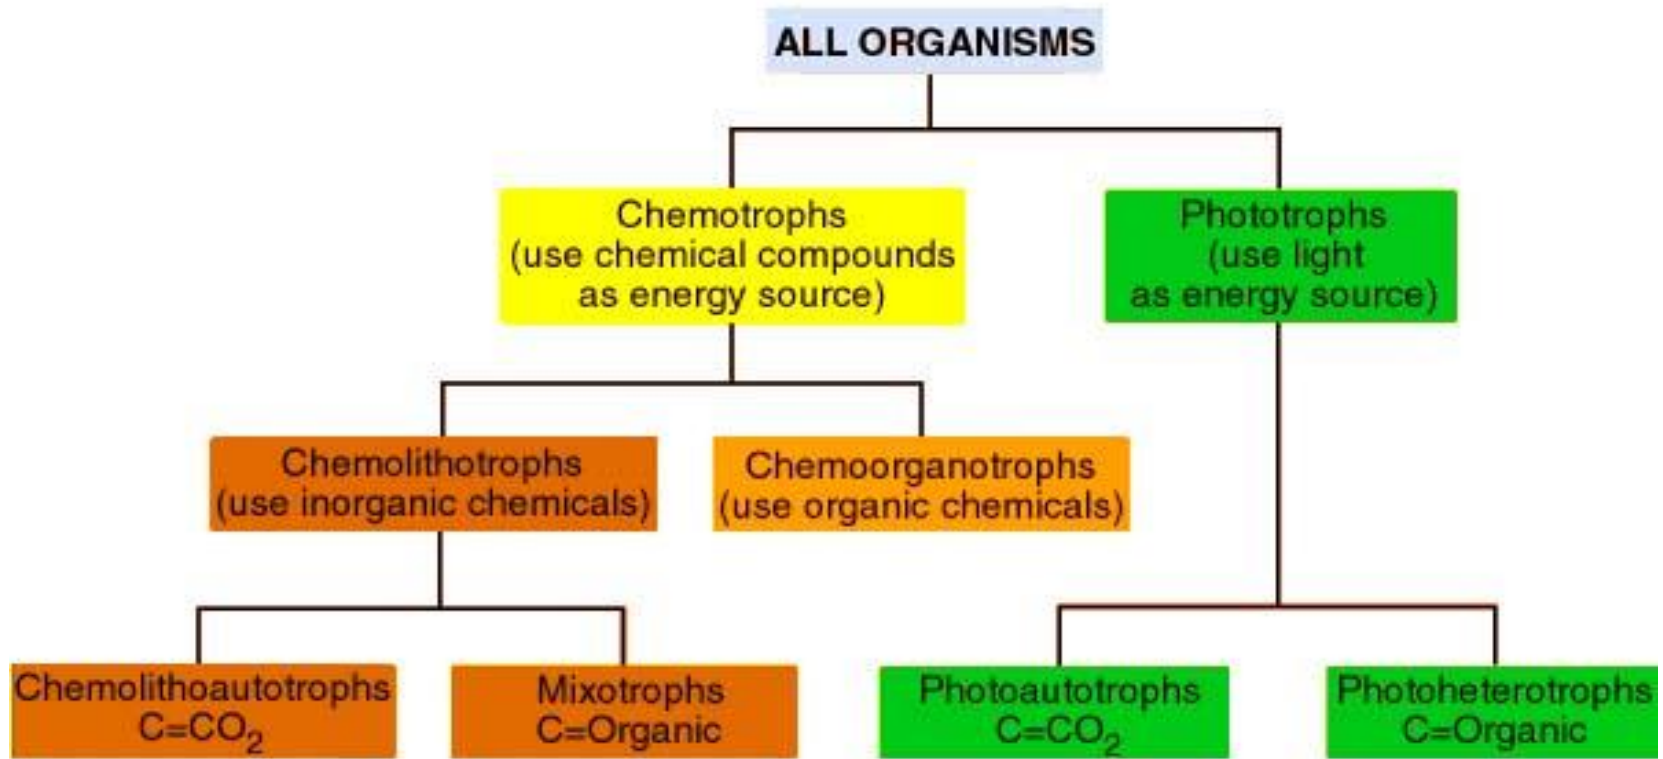 ALL ORGANISMS
Chemotrophs
(use chemical compounds
as energy source)
Phototrophs
(use light
as energy source)
Chemolithotrophs
(use inorganic chemicals)
Chemoorganotrophs
(use organic chemicals)
Chemolithoautotrophs
C=CO₂
Mixotrophs
C=Organic
Photoautotrophs
C=CO₂
Photoheterotrophs
C=Organic